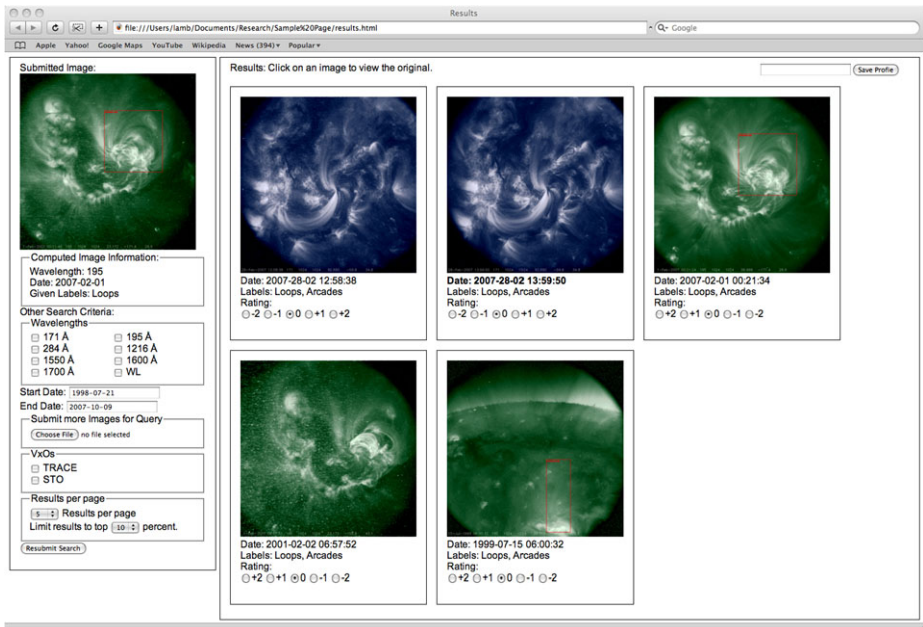 Results
file:///Users/lamb/Documents/Research/Sample%20Page/results.html
Google
Apple Yahoo! Google Maps YouTube Wikipedia News (394) Popular
Submitted Image:
Computed Image Information:
Wavelength: 195
Date: 2007-02-01
Given Labels: Loops
Other Search Criteria:
Wavelengths
171 Å 195 Å
284 Å 1216 Å
1550 Å 1600 Å
1700 Å WL
Start Date: 1998-07-21
End Date: 2007-10-09
Submit more Images for Query
Choose File no file selected
VxOs
TRACE
STO
Results per page
5 Results per page
Limit results to top 10 percent.
Resubmit Search
Results: Click on an image to view the original.
Save Profie
Date: 2007-28-02 12:58:38
Labels: Loops, Arcades
Rating:
-2 -1 0 +1 +2
Date: 2007-28-02 13:59:50
Labels: Loops, Arcades
Rating:
-2 -1 0 +1 +2
Date: 2007-02-01 00:21:34
Labels: Loops, Arcades
Rating:
+2 +1 0 -1 -2
Date: 2001-02-02 06:57:52
Labels: Loops, Arcades
Rating:
+2 +1 0 -1 -2
Date: 1999-07-15 06:00:32
Labels: Loops, Arcades
Rating:
+2 +1 0 -1 -2